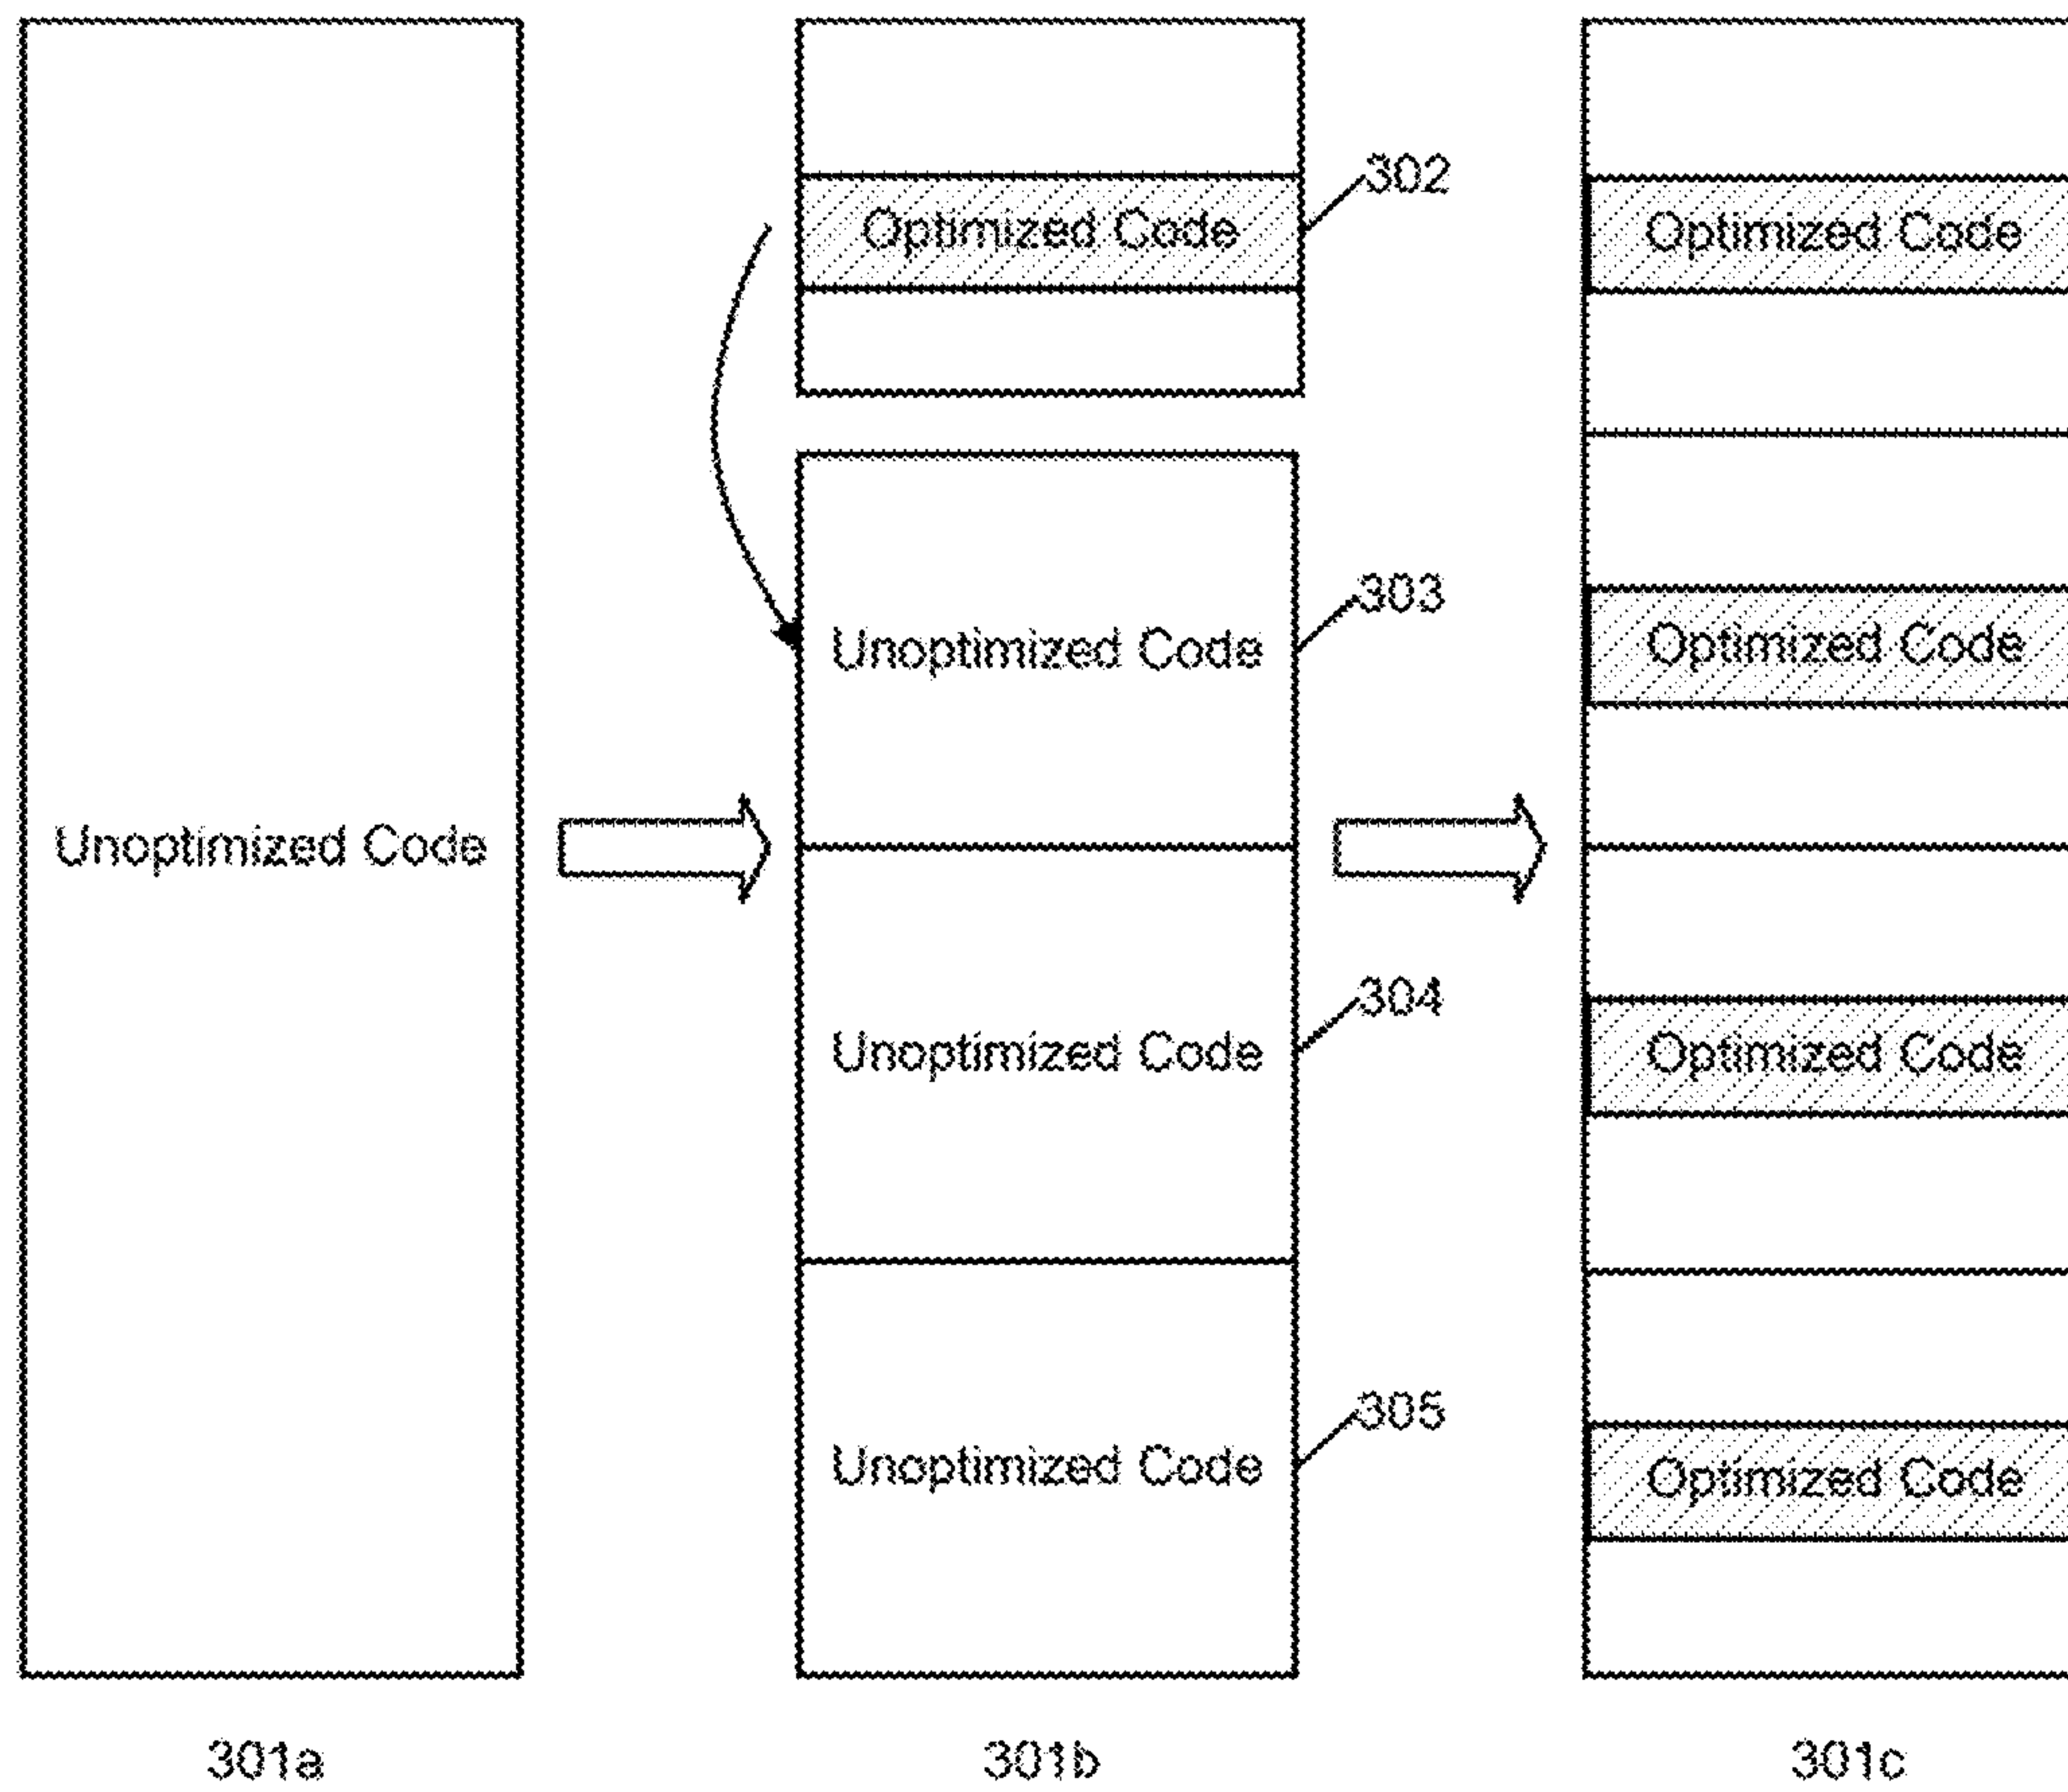 Unoptimized Code
301a
Optimized Code
302
Unoptimized Code
303
Unoptimized Code
304
Unoptimized Code
305
301b
Optimized Code
Optimized Code
Optimized Code
Optimized Code
301c